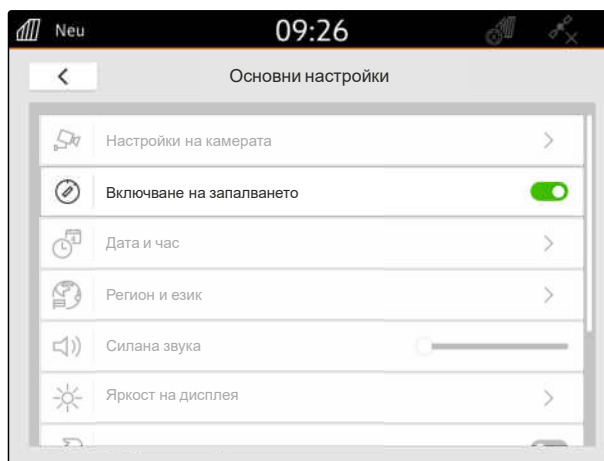 Neu
09:26
Основни настройки
Настройки на камерата
Включване на запалването
4
Дата и час
Регион и език
Силана звука
Яркост на дисплея